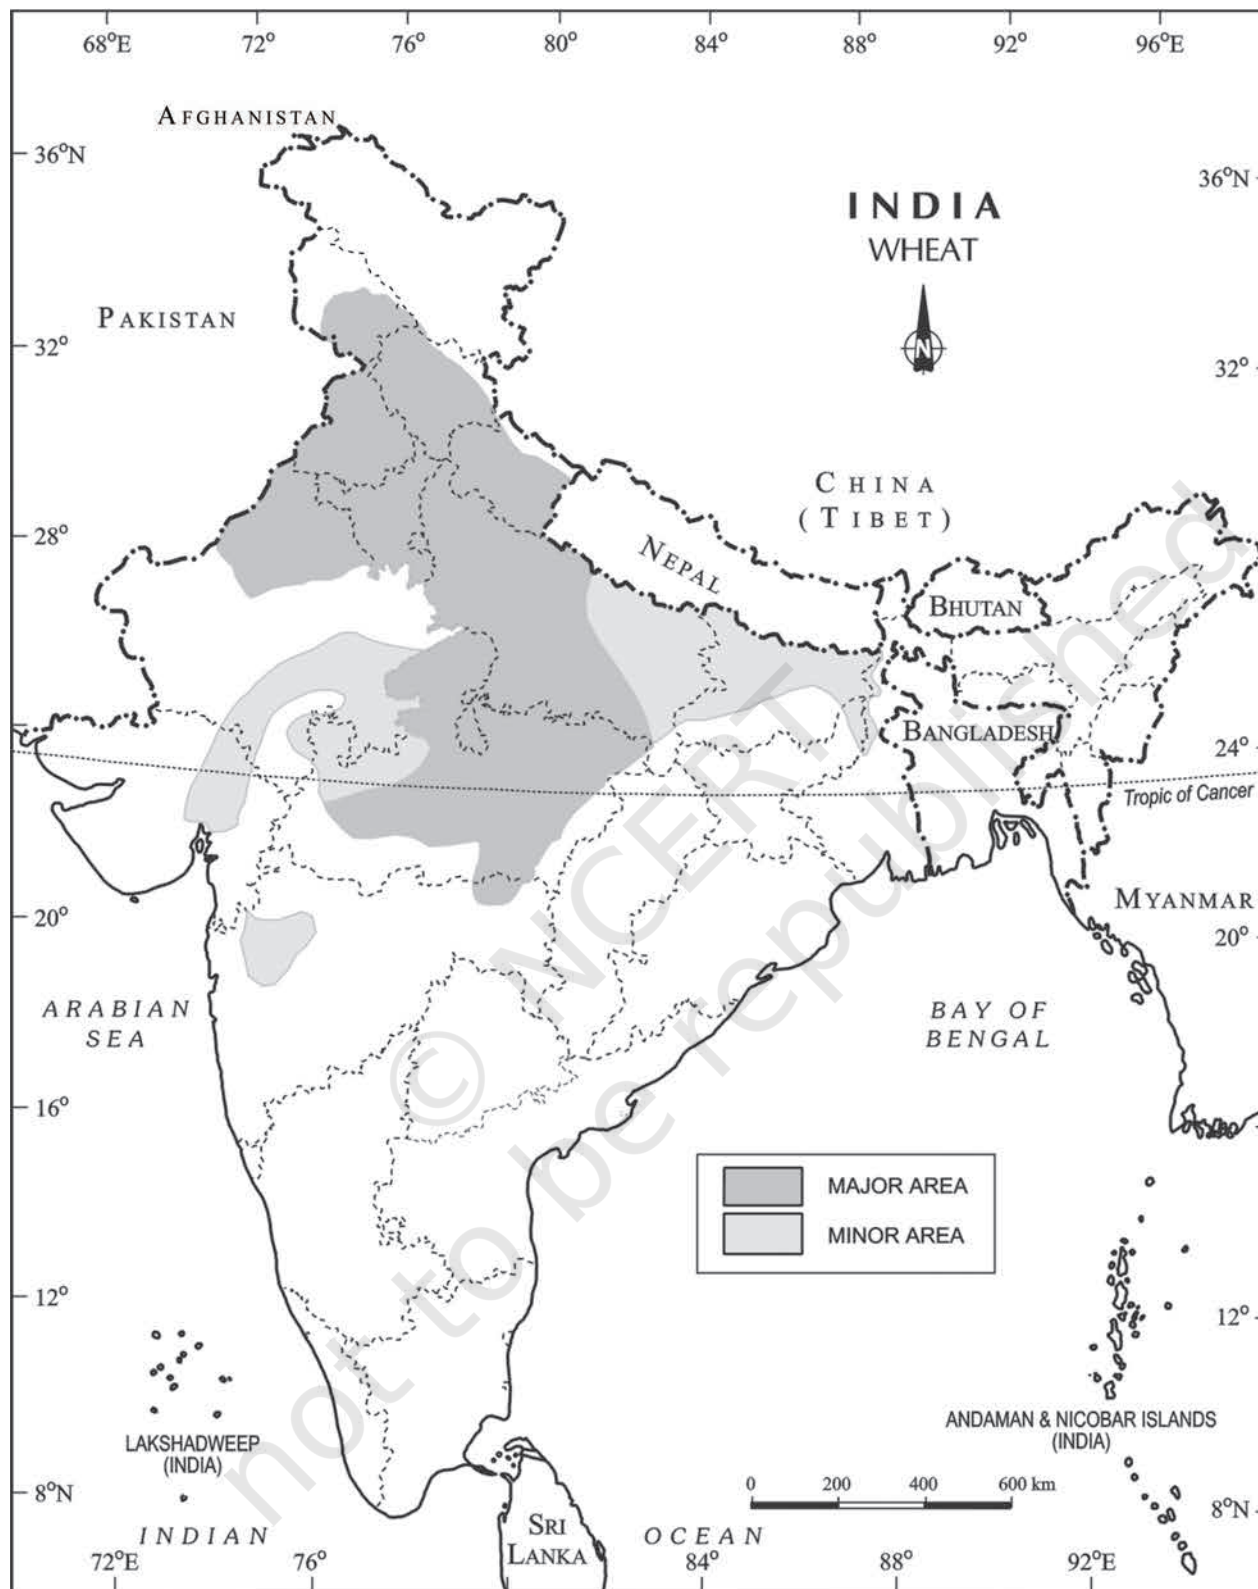 68°E 72° 76° 80° 84° 88° 92° 96°E
AFGHANISTAN
36°N
36°N
INDIA
WHEAT
N
PAKISTAN
32°
32°
CHINA
(TIBET)
28°
NEPAL
BHUTAN
BANGLADESH
24°
Tropic of Cancer
MYANMAR
20°
20°
ARABIAN
SEA
BAY OF
BENGAL
16°
MAJOR AREA
MINOR AREA
12°
12°
LAKSHADWEEP
(INDIA)
ANDAMAN & NICOBAR ISLANDS
(INDIA)
8°N
0 200 400 600 km
8°N
INDIAN
SRI
LANKA
OCEAN
72°E 76° 84° 88° 92°E
© NCERT
not to be republished